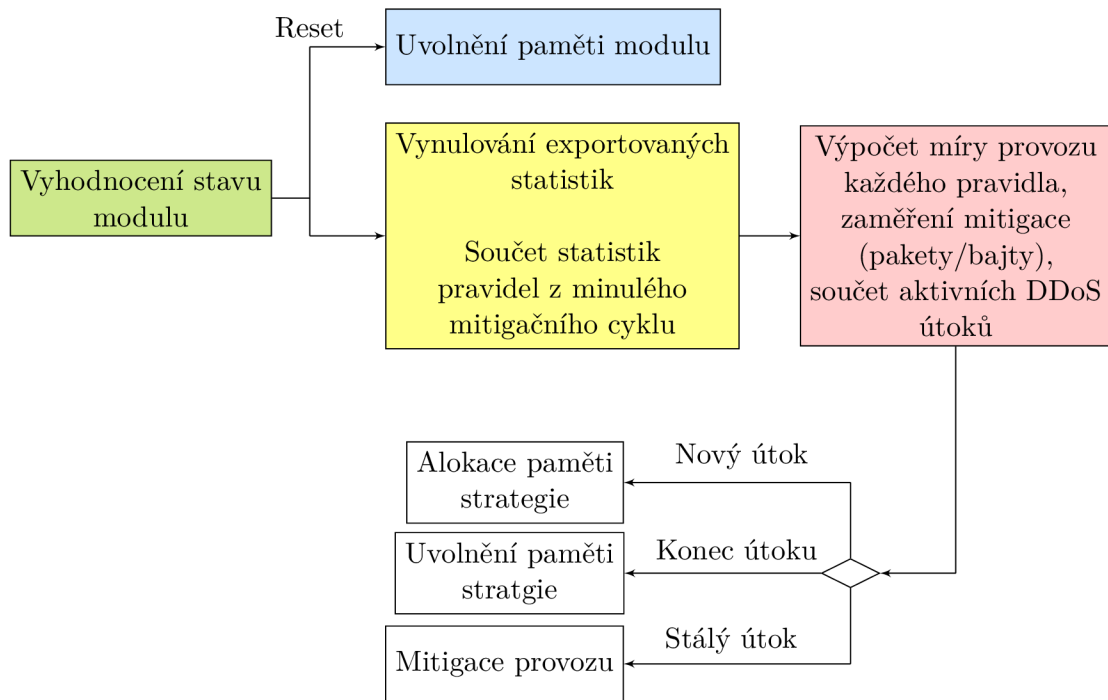 Reset
Uvolnění paměti modulu
Vyhodnocení stavu
modulu
Vynulování exportovaných
statistik
Součet statistik
pravidel z minulého
mitigačního cyklu
Výpočet míry provozu
každého pravidla,
zaměření mitigace
(pakety/bajty),
součet aktivních DDoS
útoků
Nový útok
Alokace paměti
strategie
Konec útoku
Uvolnění paměti
stratgie
Stálý útok
Mitigace provozu